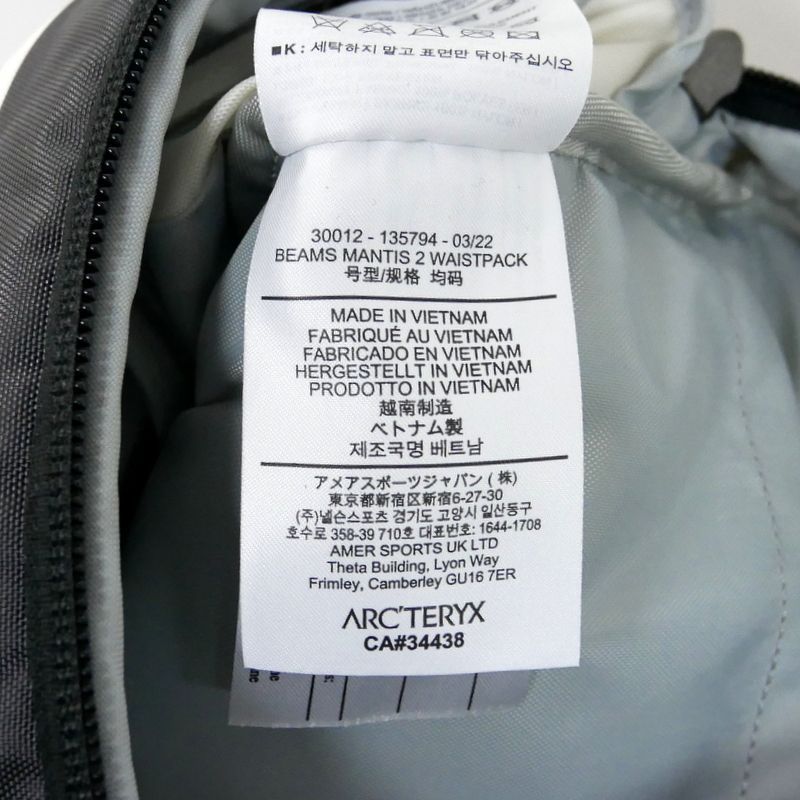 ■K : 세탁하지 말고 표면만 닦아주십시오
30012 - 135794 - 03/22
BEAMS MANTIS 2 WAISTPACK
号型/规格 均码
MADE IN VIETNAM
FABRIQUÉ AU VIETNAM
FABRICADO EN VIETNAM
HERGESTELLT IN VIETNAM
PRODOTTO IN VIETNAM
越南制造
ベトナム製
제조국명 베트남
アメアスポーツジャパン ( 株)
東京都新宿区新宿6-27-30
(주)넬슨스포츠 경기도 고양시 일산동구
호수로 358-39 710호 대표번호: 1644-1708
AMER SPORTS UK LTD
Theta Building, Lyon Way
Frimley, Camberley GU16 7ER
ARC'TERYX
CA#34438